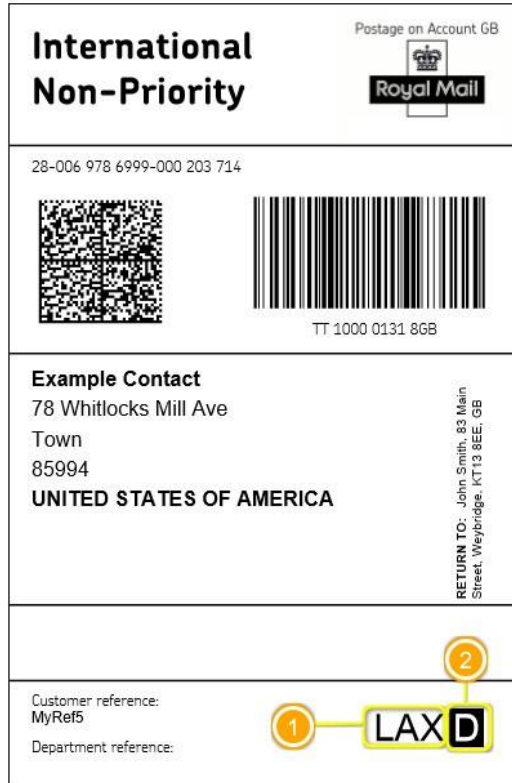 International
Non-Priority
Postage on Account GB
Royal Mail
28-006 978 6999-000 203 714
TT 1000 0131 8GB
Example Contact
78 Whitlocks Mill Ave
Town
85994
UNITED STATES OF AMERICA
RETURN TO: John Smith, 83 Main
Street, Weybridge, KT13 8EE, GB
2
Customer reference:
MyRef5
1
LAX D
Department reference: